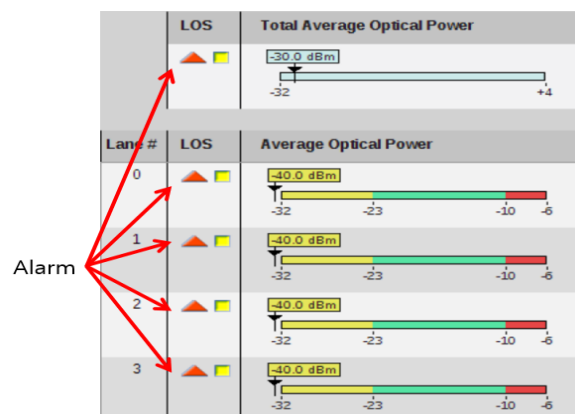 LOS Total Average Optical Power
-30.0 dBm
-32 +4
Lane # LOS Average Optical Power
0 -40.0 dBm
-32 -23 -10 -6
1 -40.0 dBm
-32 -23 -10 -6
Alarm
2 -40.0 dBm
-32 -23 -10 -6
3 -40.0 dBm
-32 -23 -10 -6